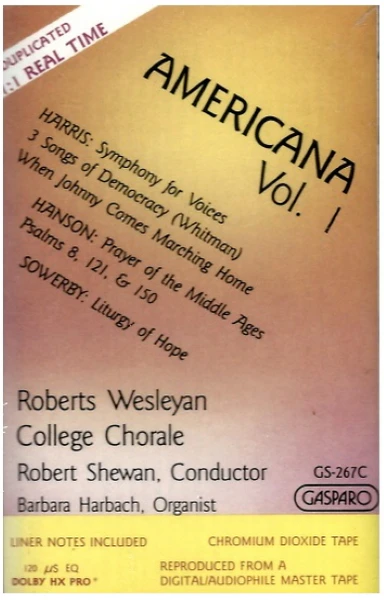 DUPLICATED
1:1 REAL TIME
AMERICANA
Vol. 1
HARRIS: Symphony for Voices
3 Songs of Democracy (Whitman)
When Johnny Comes Marching Home
HANSON: Prayer of the Middle Ages
Psalms 8, 121, & 150
SOWERBY: Liturgy of Hope
Roberts Wesleyan
College Chorale
Robert Shewan, Conductor
Barbara Harbach, Organist
GS-267C
GASPARO
LINER NOTES INCLUDED
CHROMIUM DIOXIDE TAPE
120 µS EQ
DOLBY HX PRO*
REPRODUCED FROM A
DIGITAL/AUDIOPHILE MASTER TAPE